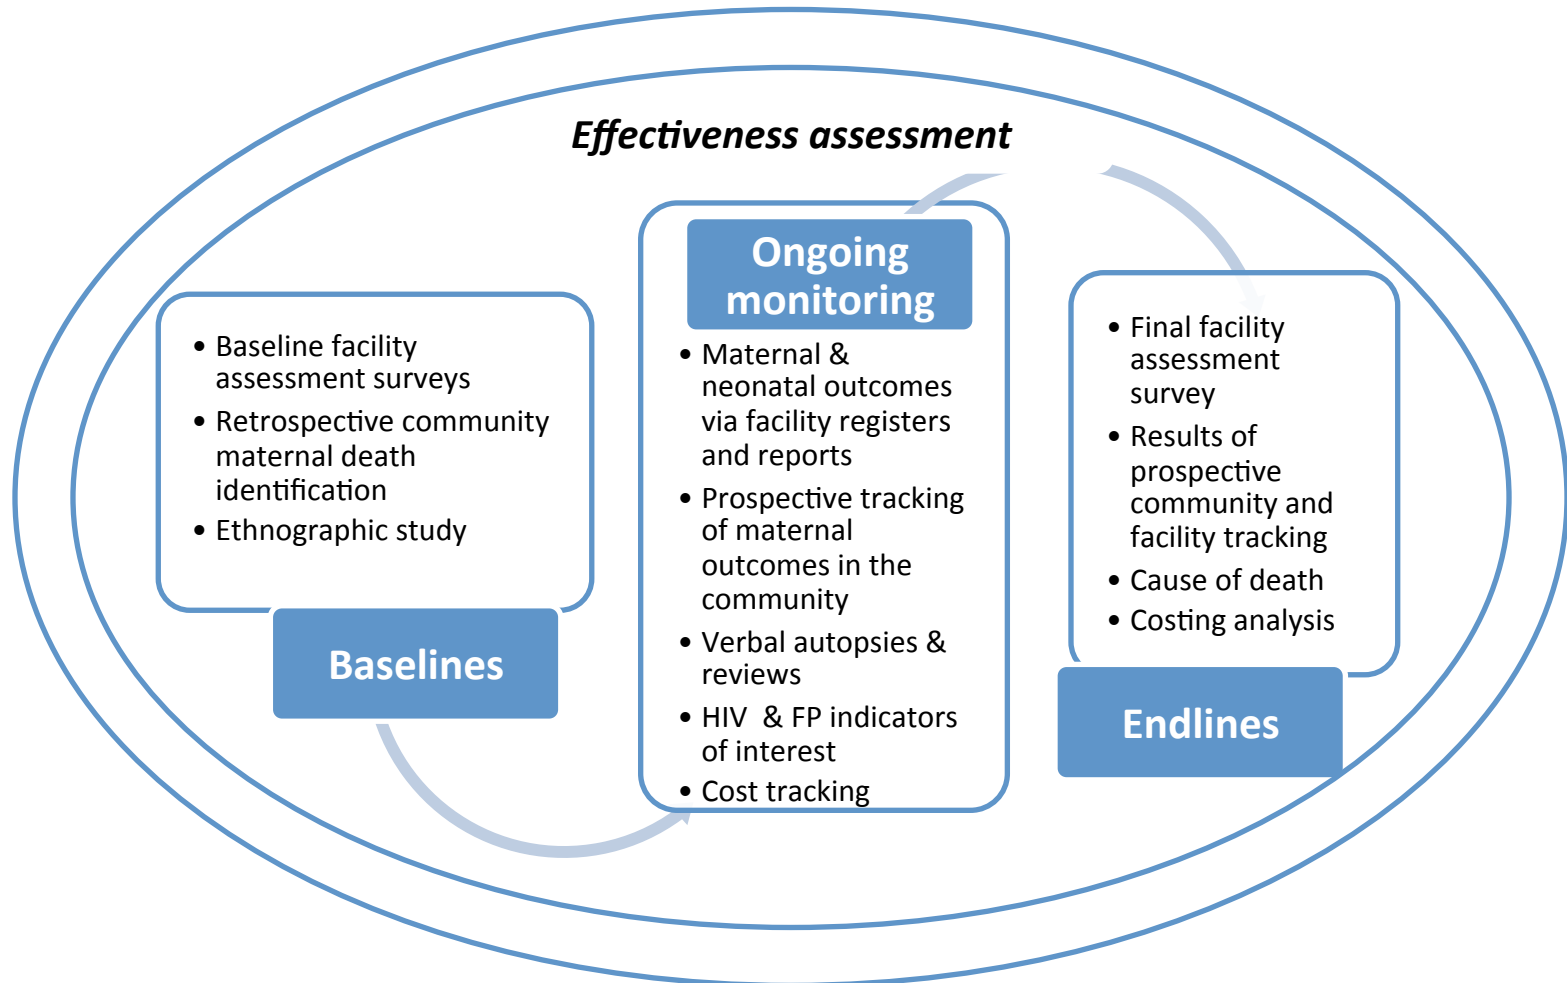 Effectiveness assessment
• Baseline facility
assessment surveys
• Retrospective community
maternal death
identification
• Ethnographic study
Baselines
Ongoing
monitoring
• Maternal &
neonatal outcomes
via facility registers
and reports
• Prospective tracking
of maternal
outcomes in the
community
• Verbal autopsies &
reviews
• HIV & FP indicators
of interest
• Cost tracking
• Final facility
assessment
survey
• Results of
prospective
community and
facility tracking
• Cause of death
• Costing analysis
Endlines